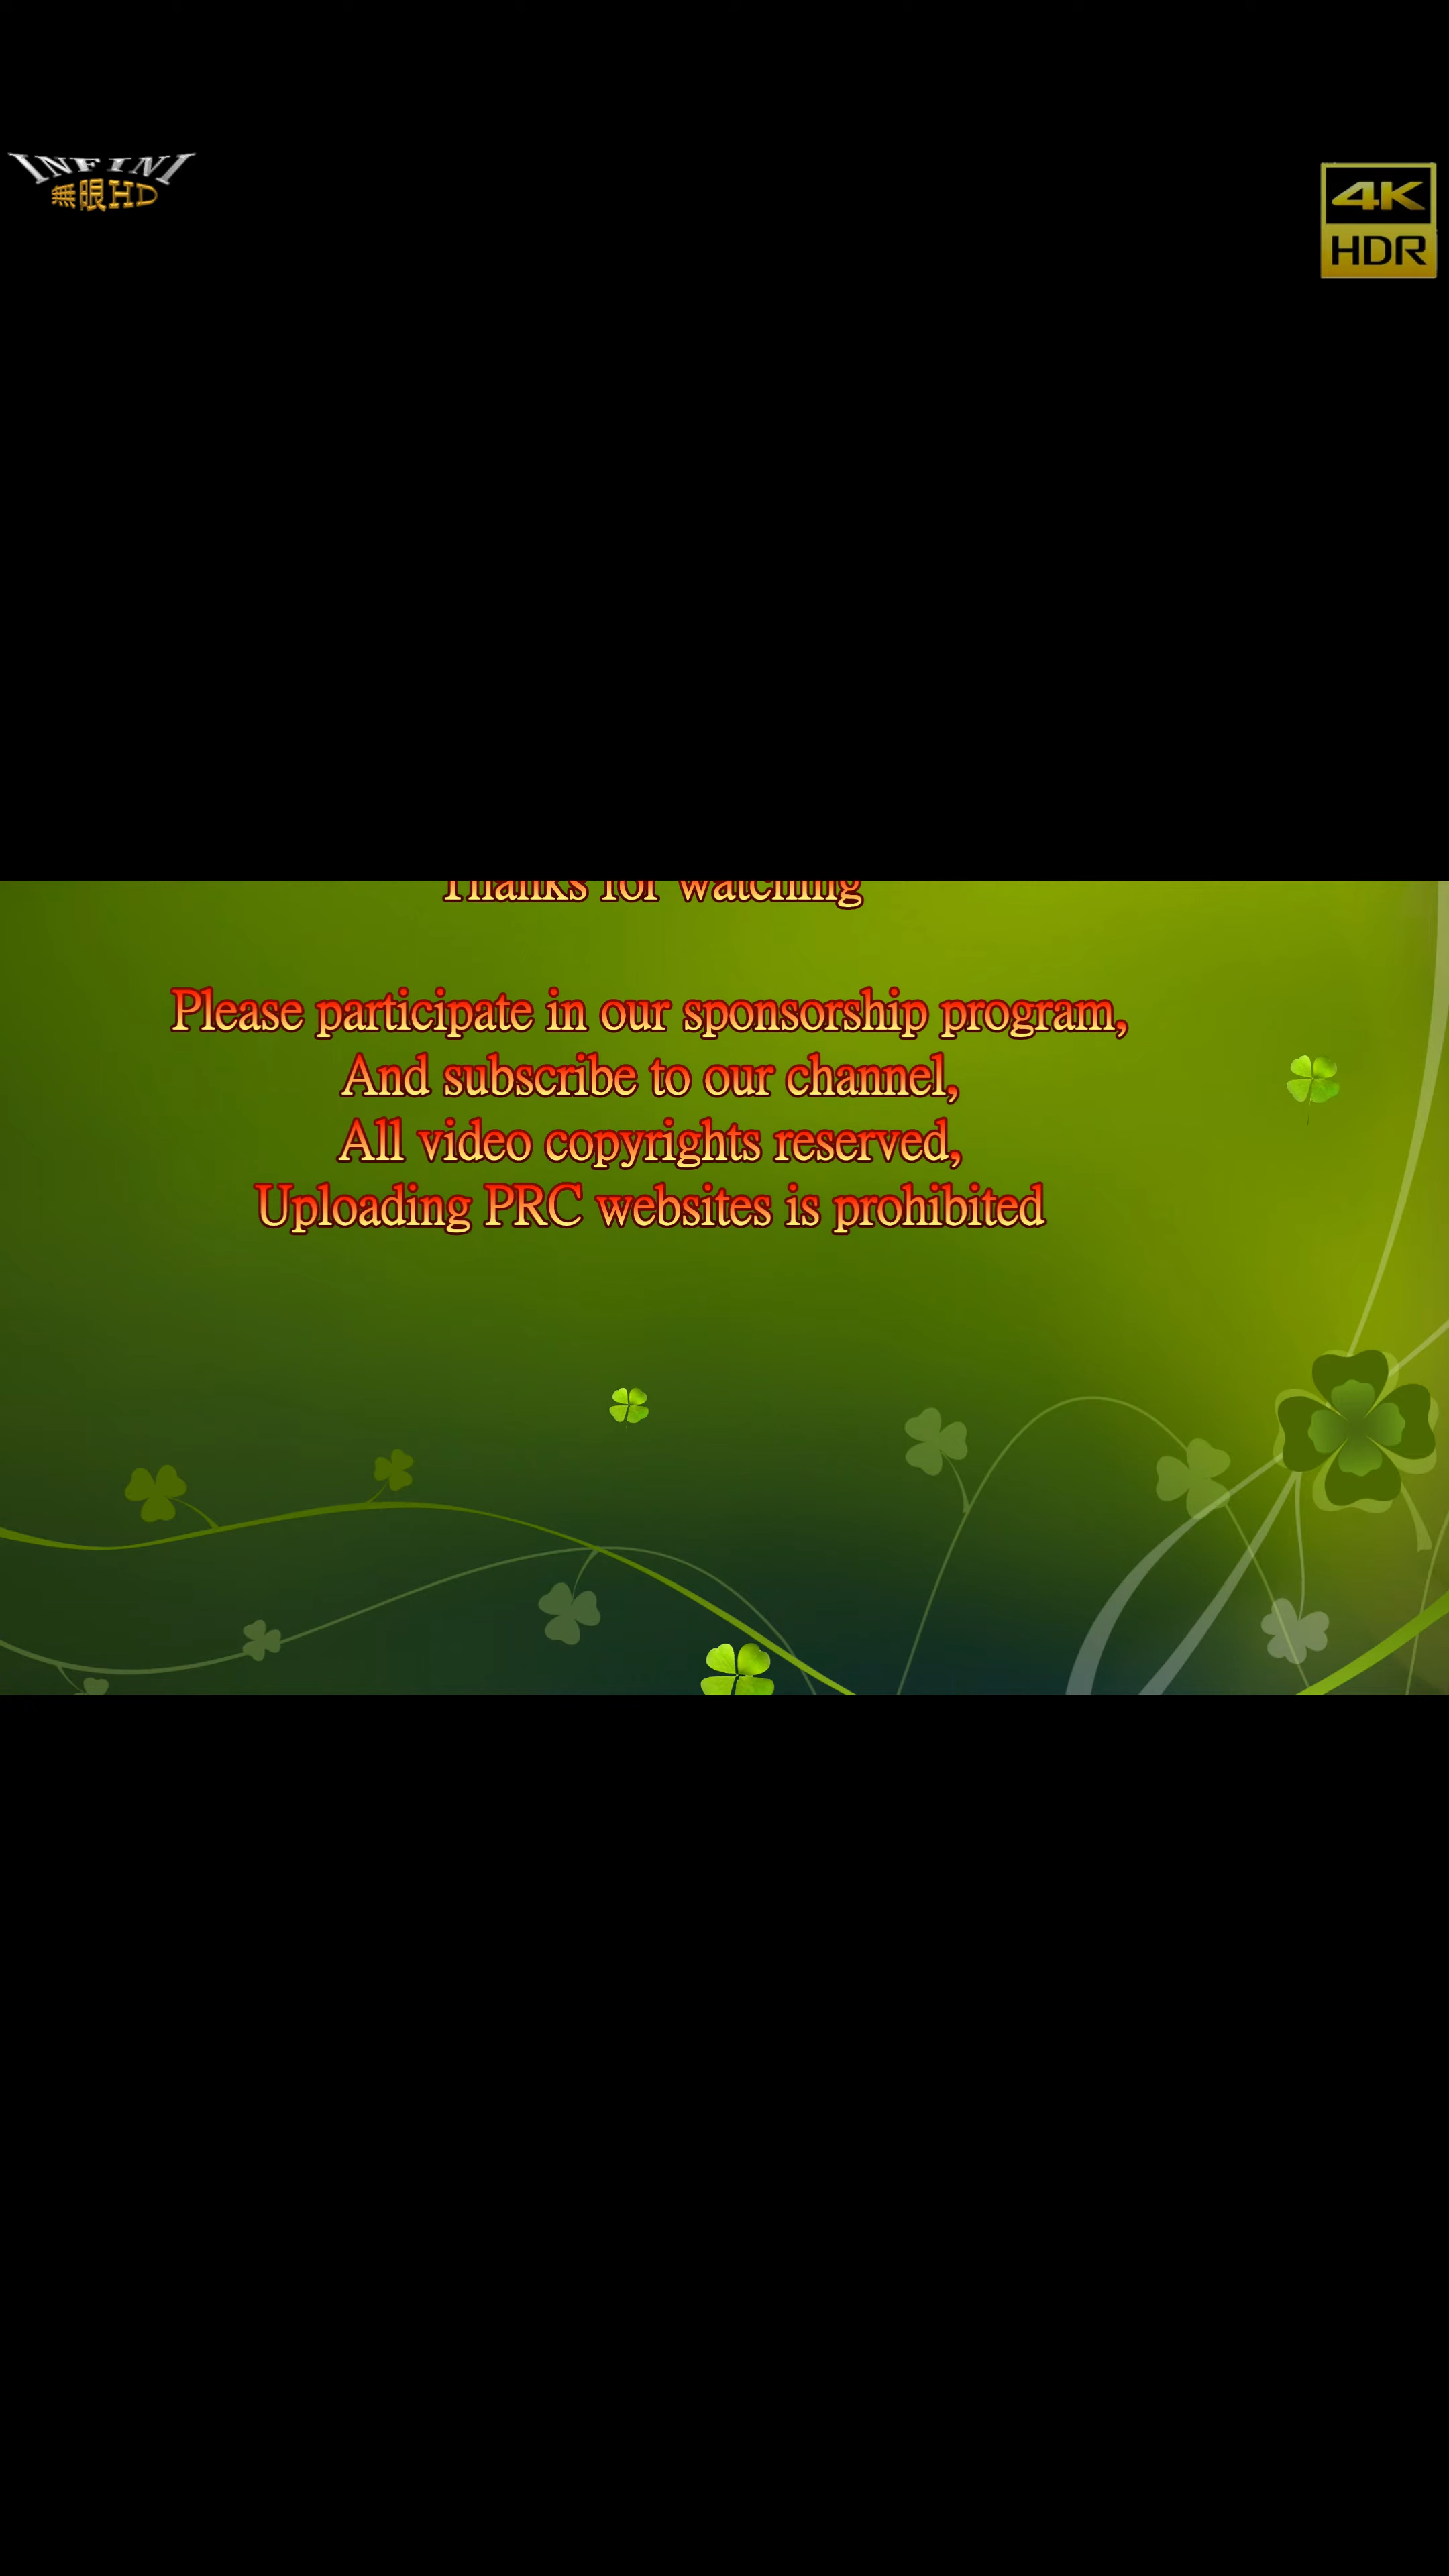 INFINI
無限HD
4K
HDR
Thanks for watching
Please participate in our sponsorship program,
And subscribe to our channel,
All video copyrights reserved,
Uploading PRC websites is prohibited